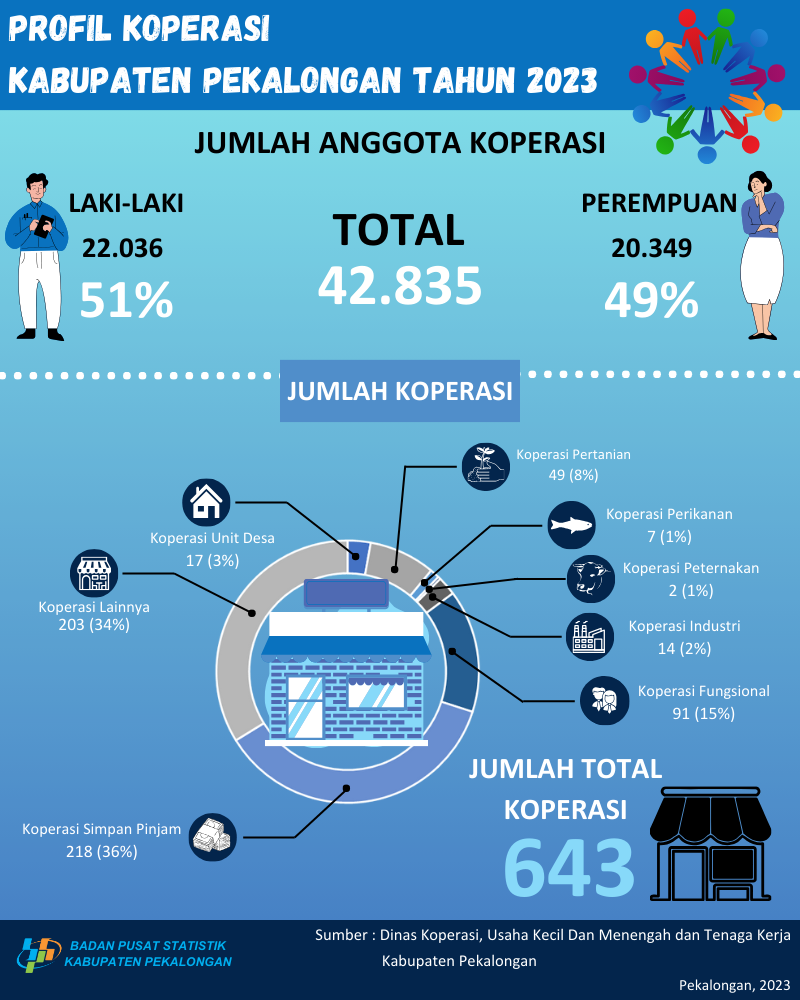 PROFIL KOPERASI
KABUPATEN PEKALONGAN TAHUN 2023
JUMLAH ANGGOTA KOPERASI
LAKI-LAKI
22.036
51%
TOTAL
42.835
PEREMPUAN
20.349
49%
JUMLAH KOPERASI
Koperasi Pertanian
49 (8%)
Koperasi Perikanan
7 (1%)
Koperasi Peternakan
2 (1%)
Koperasi Industri
14 (2%)
Koperasi Fungsional
91 (15%)
Koperasi Unit Desa
17 (3%)
Koperasi Lainnya
203 (34%)
Koperasi Simpan Pinjam
218 (36%)
JUMLAH TOTAL
KOPERASI
643
BADAN PUSAT STATISTIK
KABUPATEN PEKALONGAN
Sumber : Dinas Koperasi, Usaha Kecil Dan Menengah dan Tenaga Kerja
Kabupaten Pekalongan
Pekalongan, 2023